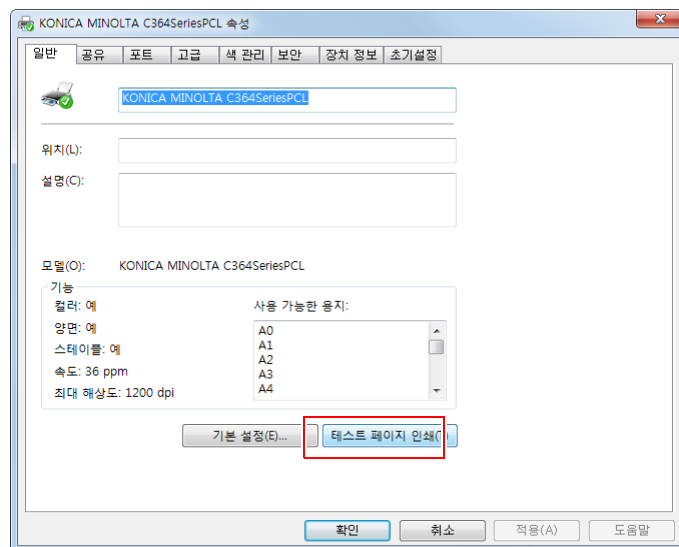 KONICA MINOLTA C364SeriesPCL 속성
일반 공유 포트 고급 색 관리 보안 장치 정보 초기설정
KONICA MINOLTA C364SeriesPCL
위치(L):
설명(C):
모델(O): KONICA MINOLTA C364SeriesPCL
기능
컬러: 예
양면: 예
스테이플: 예
속도: 36 ppm
최대 해상도: 1200 dpi
사용 가능한 용지:
A0
A1
A2
A3
A4
기본 설정(E)... 테스트 페이지 인쇄(
확인 취소 적용(A) 도움말